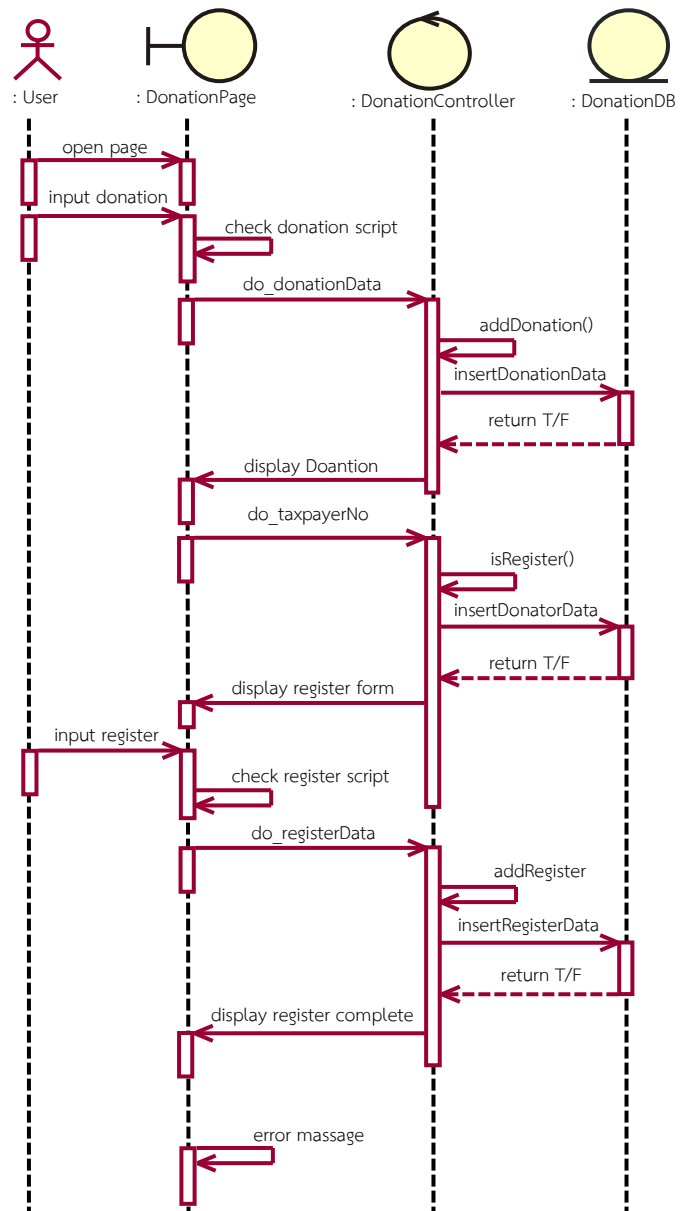 : User
: DonationPage
: DonationController
: DonationDB
open page
input donation
check donation script
do_donationData
addDonation()
insertDonationData
return T/F
display Doantion
do_taxpayerNo
isRegister()
insertDonatorData
return T/F
display register form
input register
check register script
do_registerData
addRegister
insertRegisterData
return T/F
display register complete
error massage